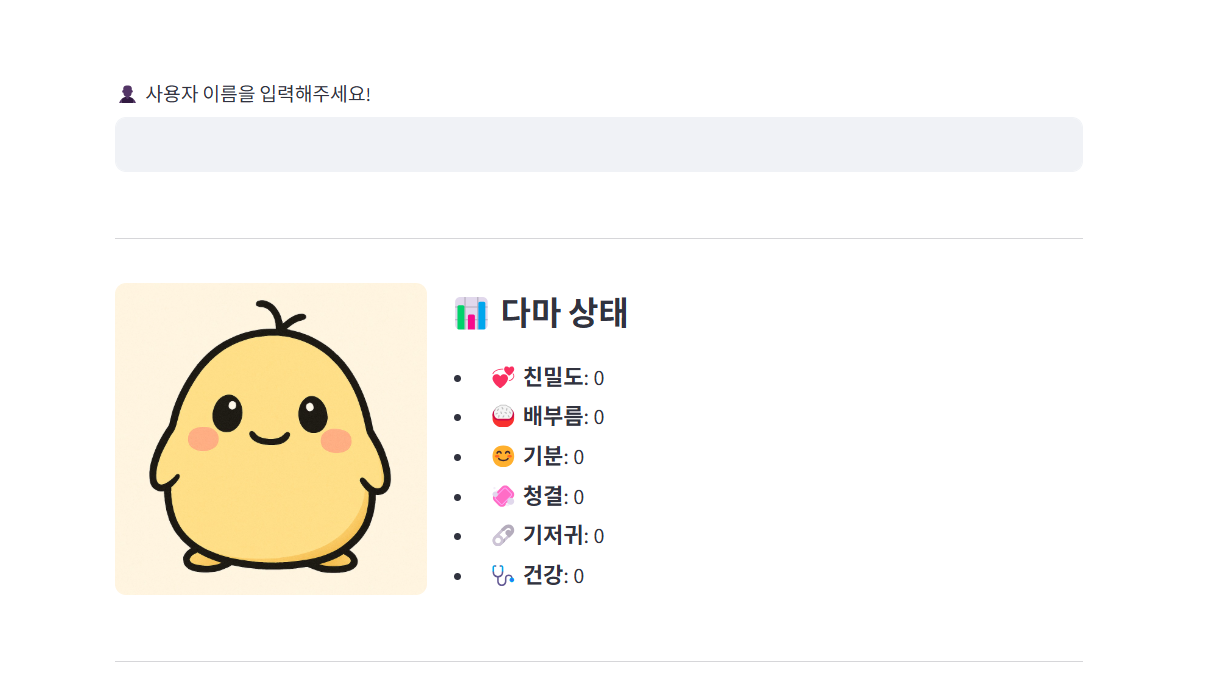 👤 사용자 이름을 입력해주세요!
📊 다마 상태
• 💞 친밀도: 0
• 🍚 배부름: 0
• 😊 기분: 0
• 🧼 청결: 0
• 🩹 기저귀: 0
• 🩺 건강: 0